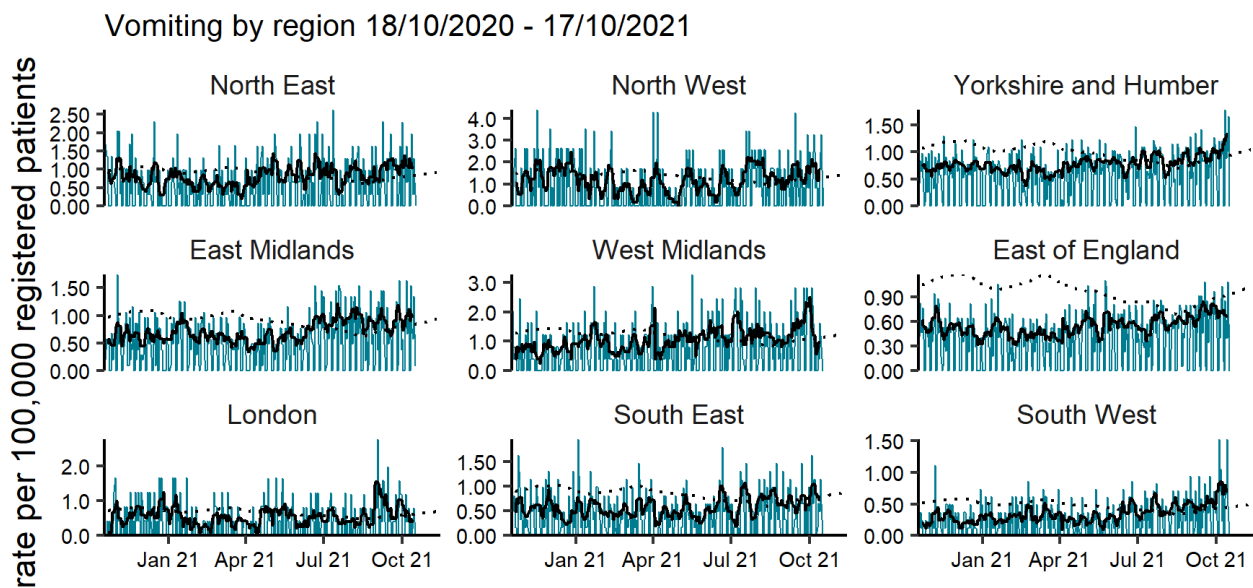 Vomiting by region 18/10/2020 - 17/10/2021
rate per 100,000 registered patients
North East
2.50
2.00
1.50
1.00
0.50
0.00
North West
4.0
3.0
2.0
1.0
0.0
Yorkshire and Humber
1.50
1.00
0.50
0.00
East Midlands
1.50
1.00
0.50
0.00
West Midlands
3.0
2.0
1.0
0.0
East of England
0.90
0.60
0.30
0.00
London
2.0
1.0
0.0
South East
1.50
1.00
0.50
0.00
South West
1.50
1.00
0.50
0.00
Jan 21 Apr 21 Jul 21 Oct 21
Jan 21 Apr 21 Jul 21 Oct 21
Jan 21 Apr 21 Jul 21 Oct 21